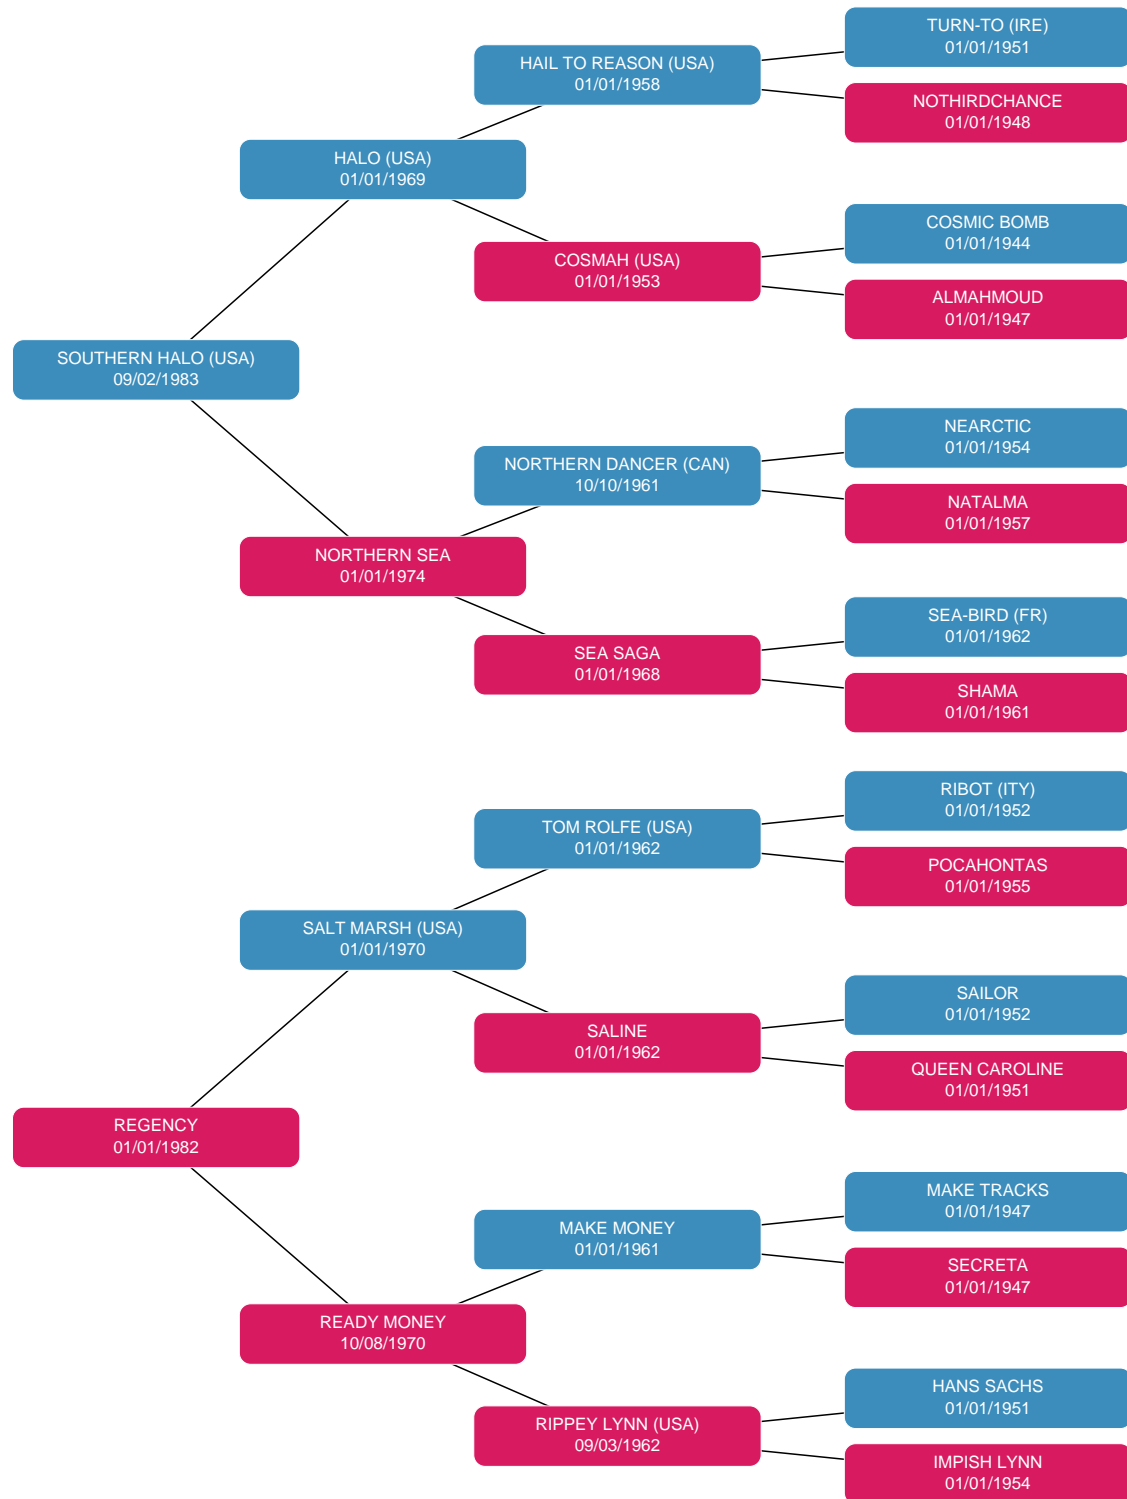 TURN-TO (IRE)
01/01/1951
HAIL TO REASON (USA)
01/01/1958
NOTHIRDCHANCE
01/01/1948
HALO (USA)
01/01/1969
COSMIC BOMB
01/01/1944
COSMAH (USA)
01/01/1953
ALMAHMOUD
01/01/1947
SOUTHERN HALO (USA)
09/02/1983
NEARCTIC
01/01/1954
NORTHERN DANCER (CAN)
10/10/1961
NATALMA
01/01/1957
NORTHERN SEA
01/01/1974
SEA-BIRD (FR)
01/01/1962
SEA SAGA
01/01/1968
SHAMA
01/01/1961
RIBOT (ITY)
01/01/1952
TOM ROLFE (USA)
01/01/1962
POCAHONTAS
01/01/1955
SALT MARSH (USA)
01/01/1970
SAILOR
01/01/1952
SALINE
01/01/1962
QUEEN CAROLINE
01/01/1951
REGENCY
01/01/1982
MAKE TRACKS
01/01/1947
MAKE MONEY
01/01/1961
SECRETA
01/01/1947
READY MONEY
10/08/1970
HANS SACHS
01/01/1951
RIPPEY LYNN (USA)
09/03/1962
IMPISH LYNN
01/01/1954